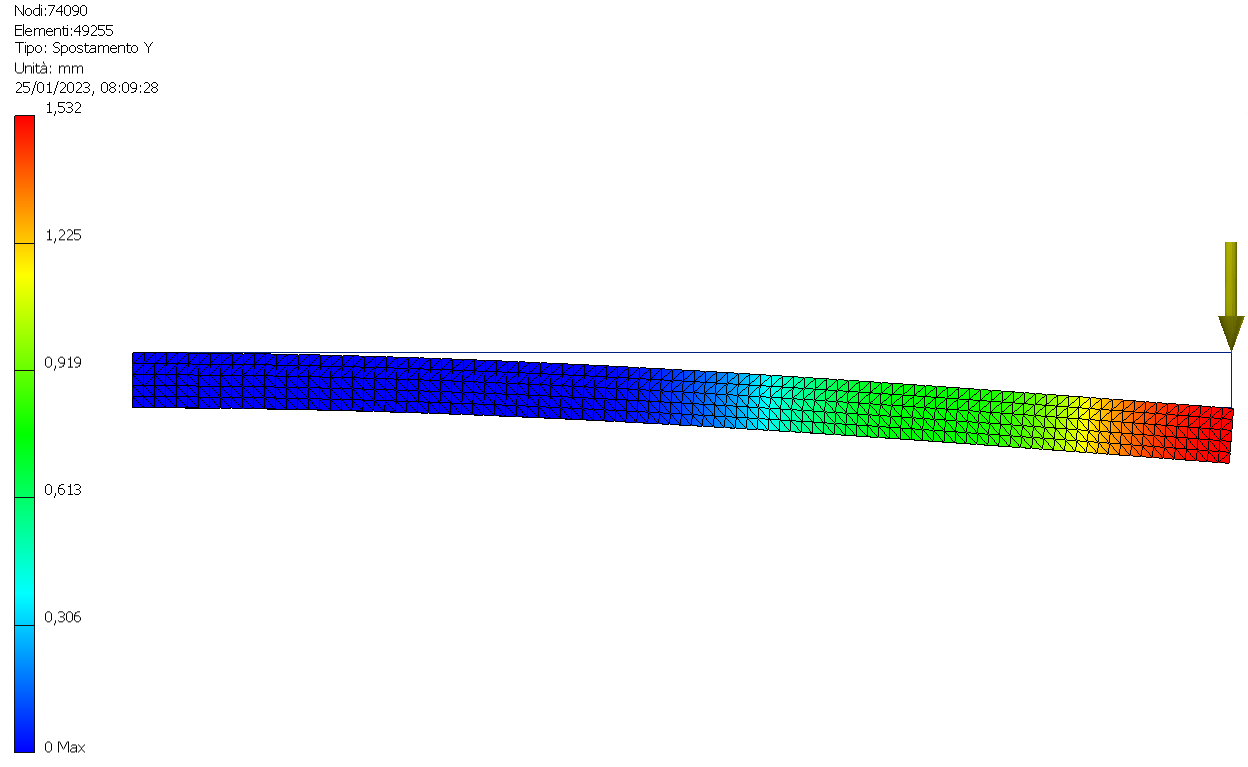 Nodi:74090
Elementi:49255
Tipo: Spostamento Y
Unità: mm
25/01/2023, 08:09:28
1,532
1,225
0,919
0,613
0,306
0 Max